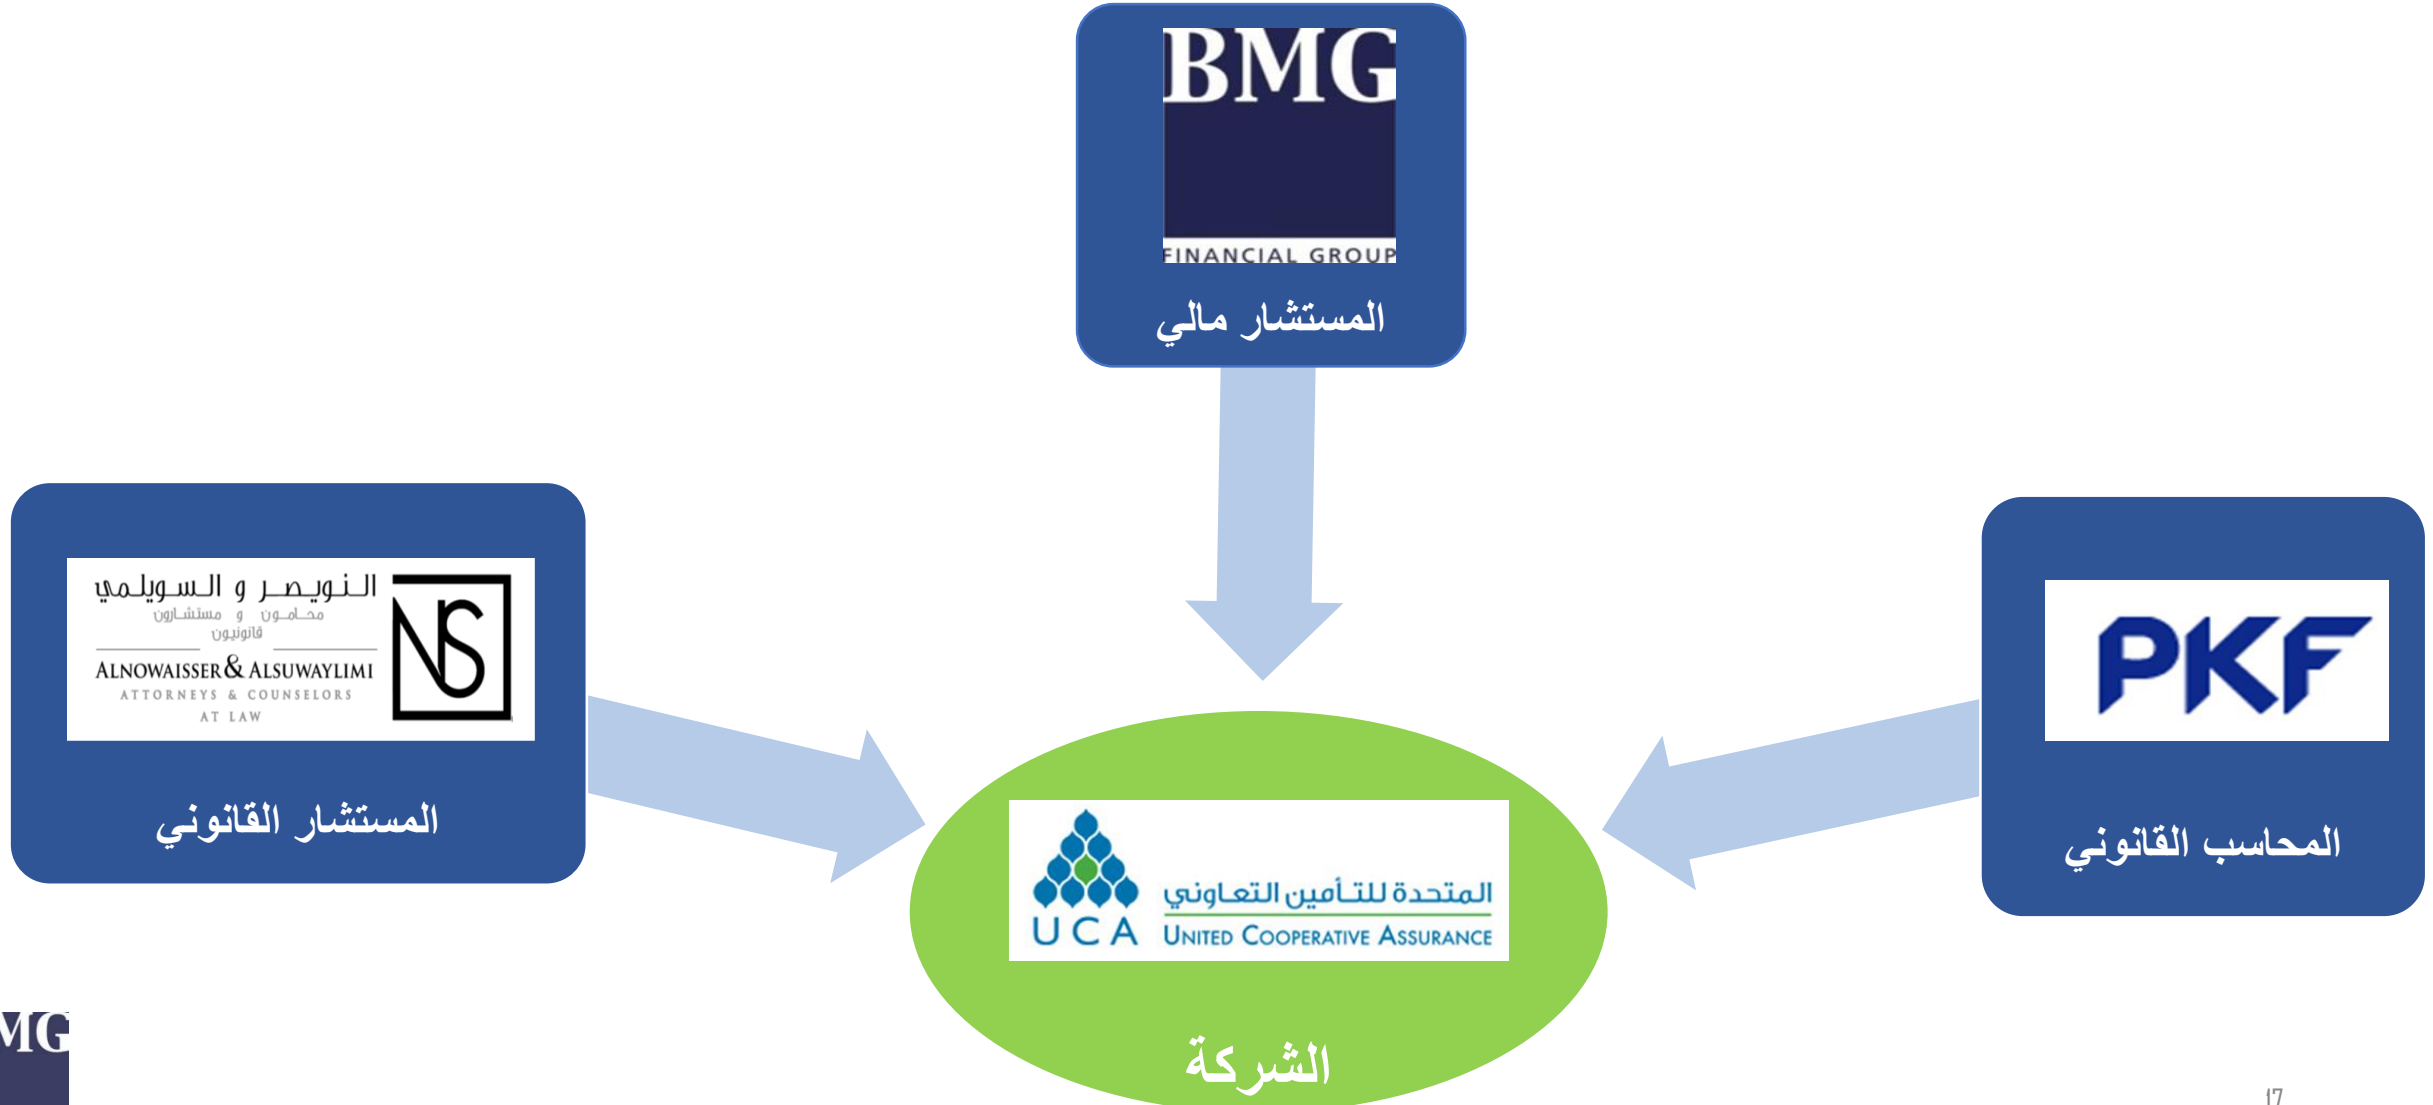 BMG
FINANCIAL GROUP
المستشار مالي
النويصر و السويلمي
محامون و مستشارون
قانونيون
ALNOWAISSER & ALSUWAYLIMI
ATTORNEYS & COUNSELORS
AT LAW
NS
المستشار القانوني
PKF
المحاسب القانوني
المتحدة للتأمين التعاوني
UCA
UNITED COOPERATIVE ASSURANCE
الشركة
MG
17